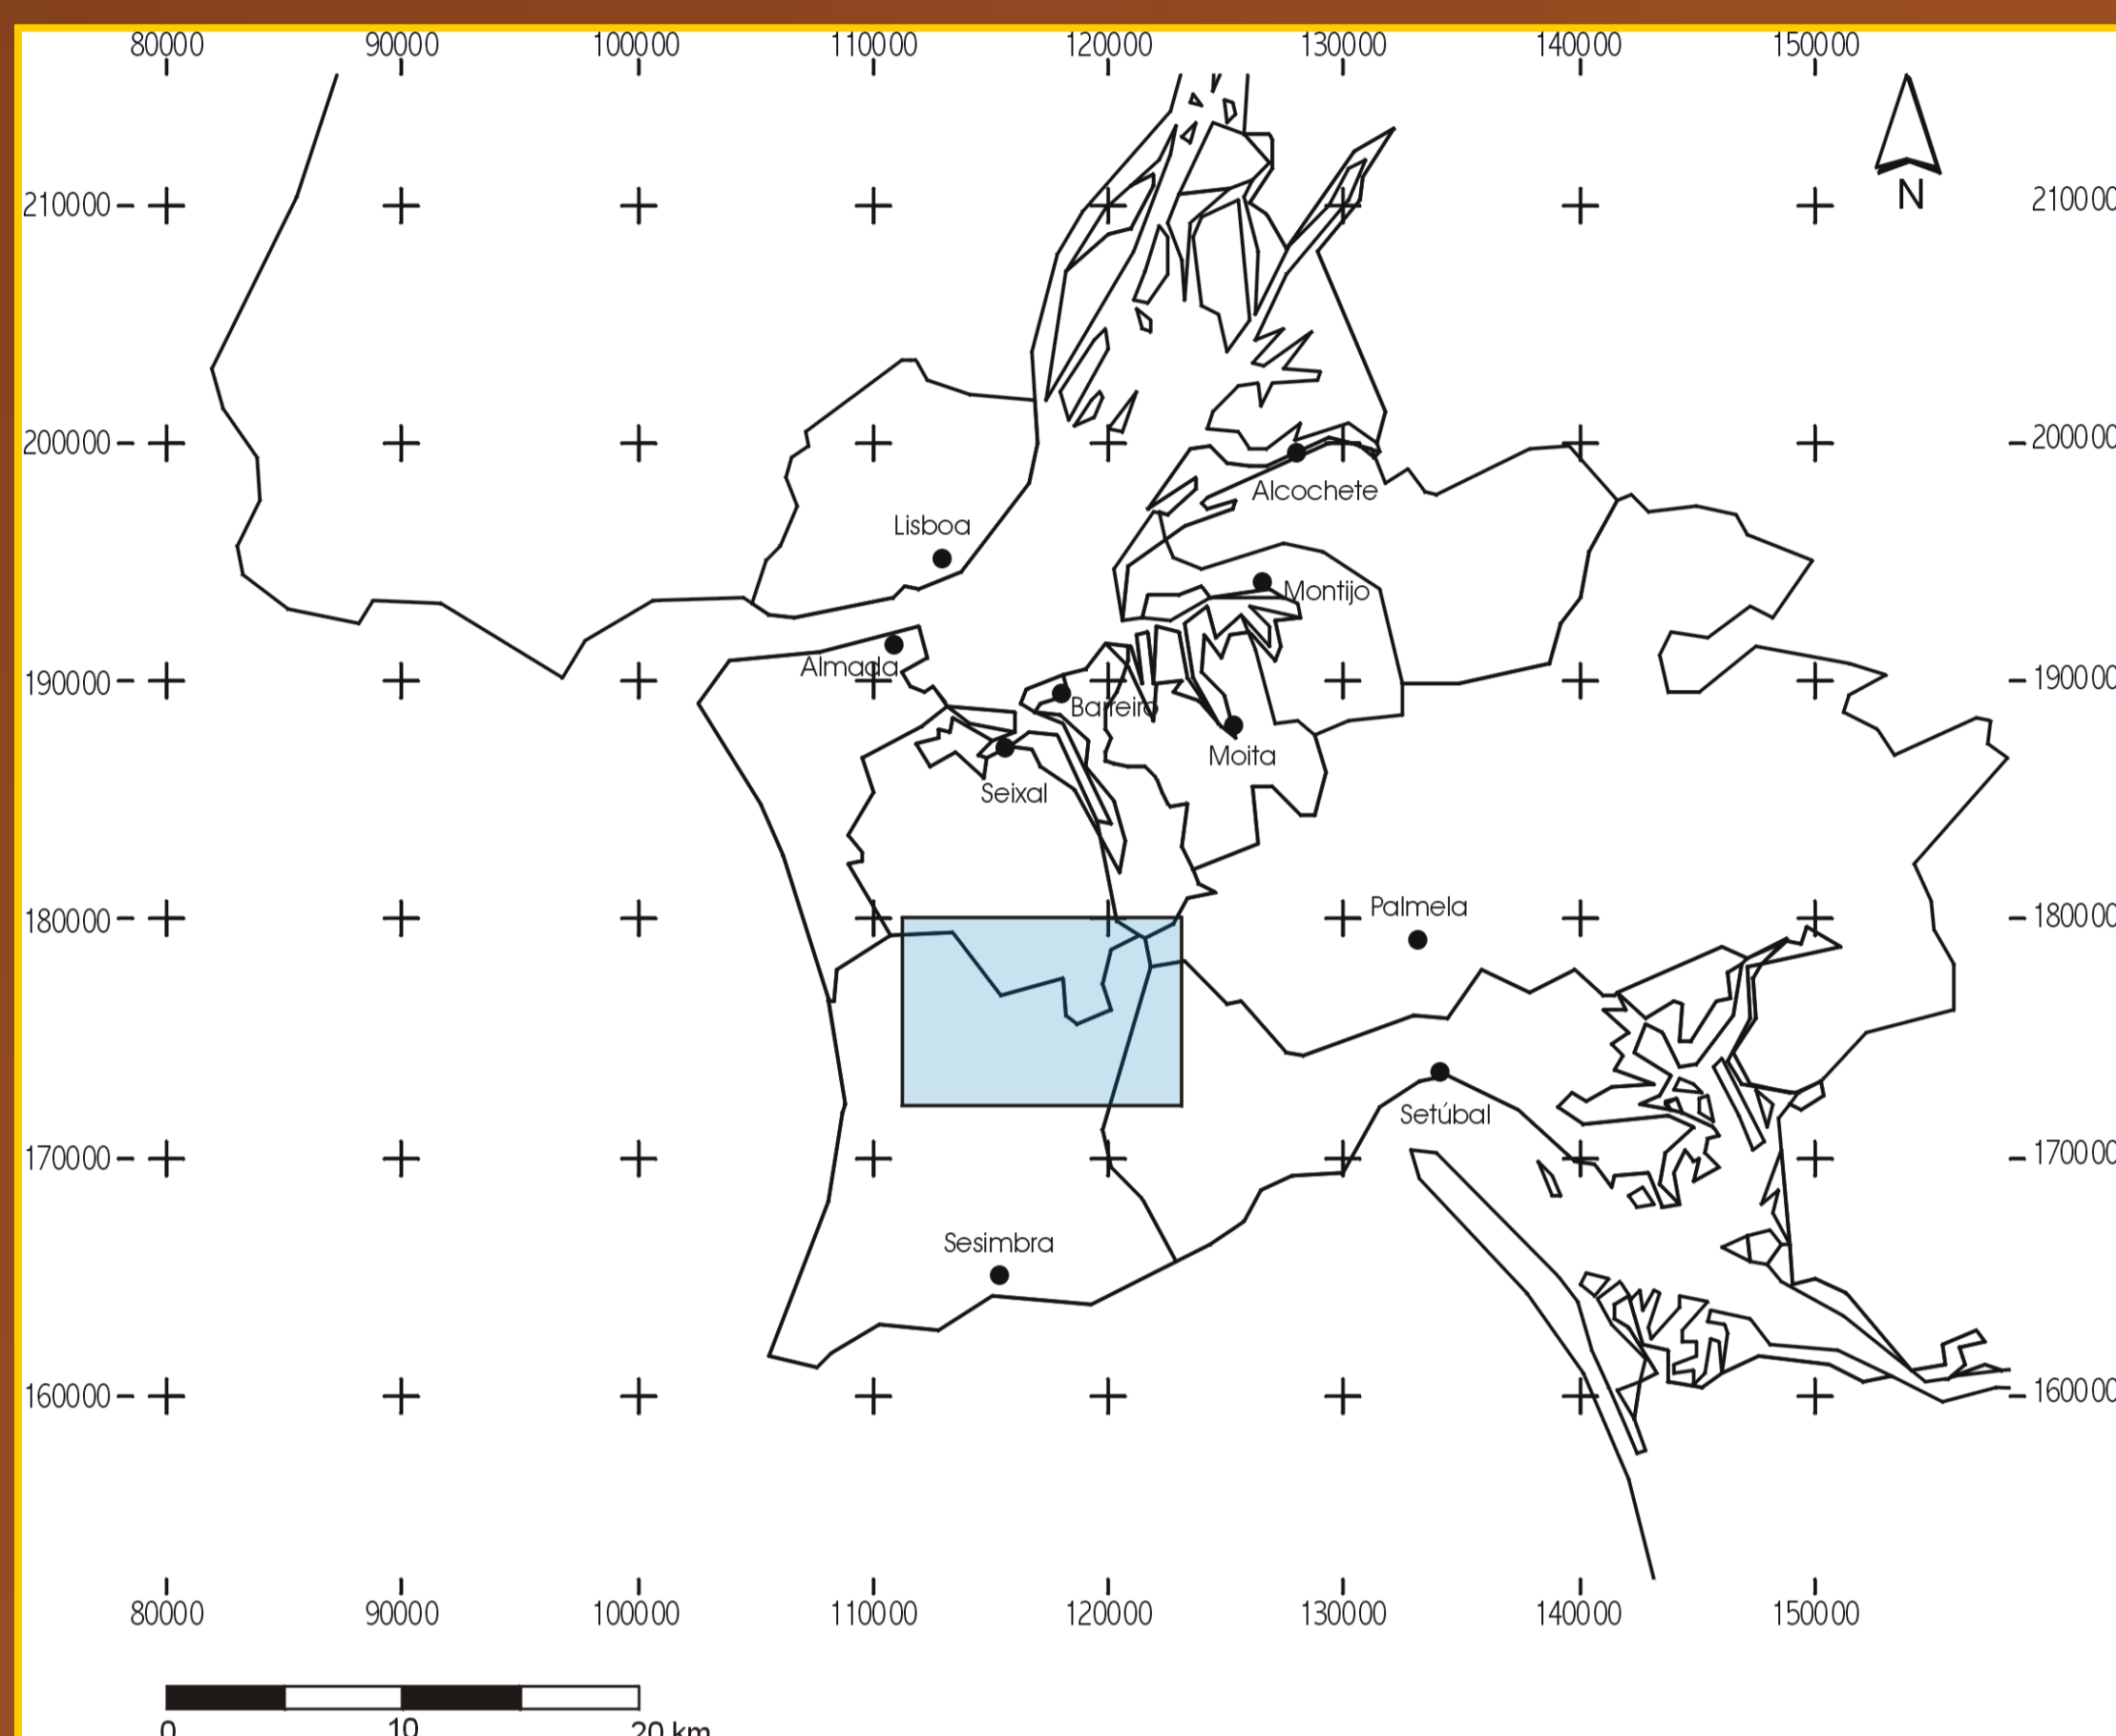 80000 90000 100000 110000 120000 130000 140000 150000
N
210000 210000
200000 200000
Alcochete
Lisboa
Montijo
Almada
190000 190000
Barreiro
Moita
Seixal
Palmela
180000 180000
Setúbal
170000 170000
Sesimbra
160000 160000
80000 90000 100000 110000 120000 130000 140000 150000
0 10 20 km